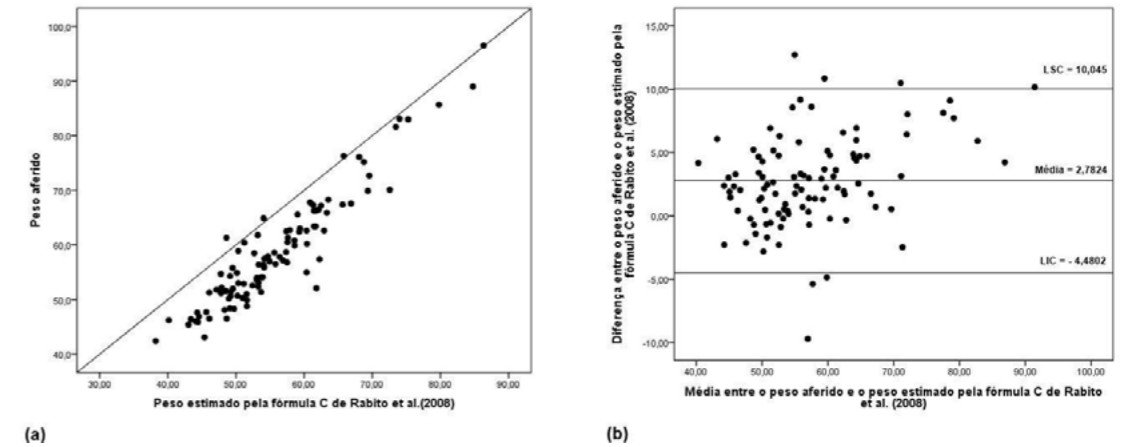 100,0
90,0
80,0
70,0
60,0
50,0
40,0
Peso aferido
30,00 40,00 50,00 60,00 70,00 80,00 90,00
Peso estimado pela fórmula C de Rabito et al.(2008)
(a)
15,00
10,00
5,00
0,00
-5,00
-10,00
Diferença entre o peso aferido e o peso estimado pela
fórmula C de Rabito et al. (2008)
LSC = 10,045
Média = 2,7824
LIC = - 4,4802
40,00 50,00 60,00 70,00 80,00 90,00 100,00
Média entre o peso aferido e o peso estimado pela fórmula C de Rabito
et al. (2008)
(b)